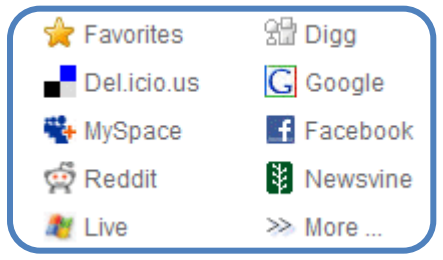 Favorites Digg
Del.icio.us Google
MySpace Facebook
Reddit Newsvine
Live More ...